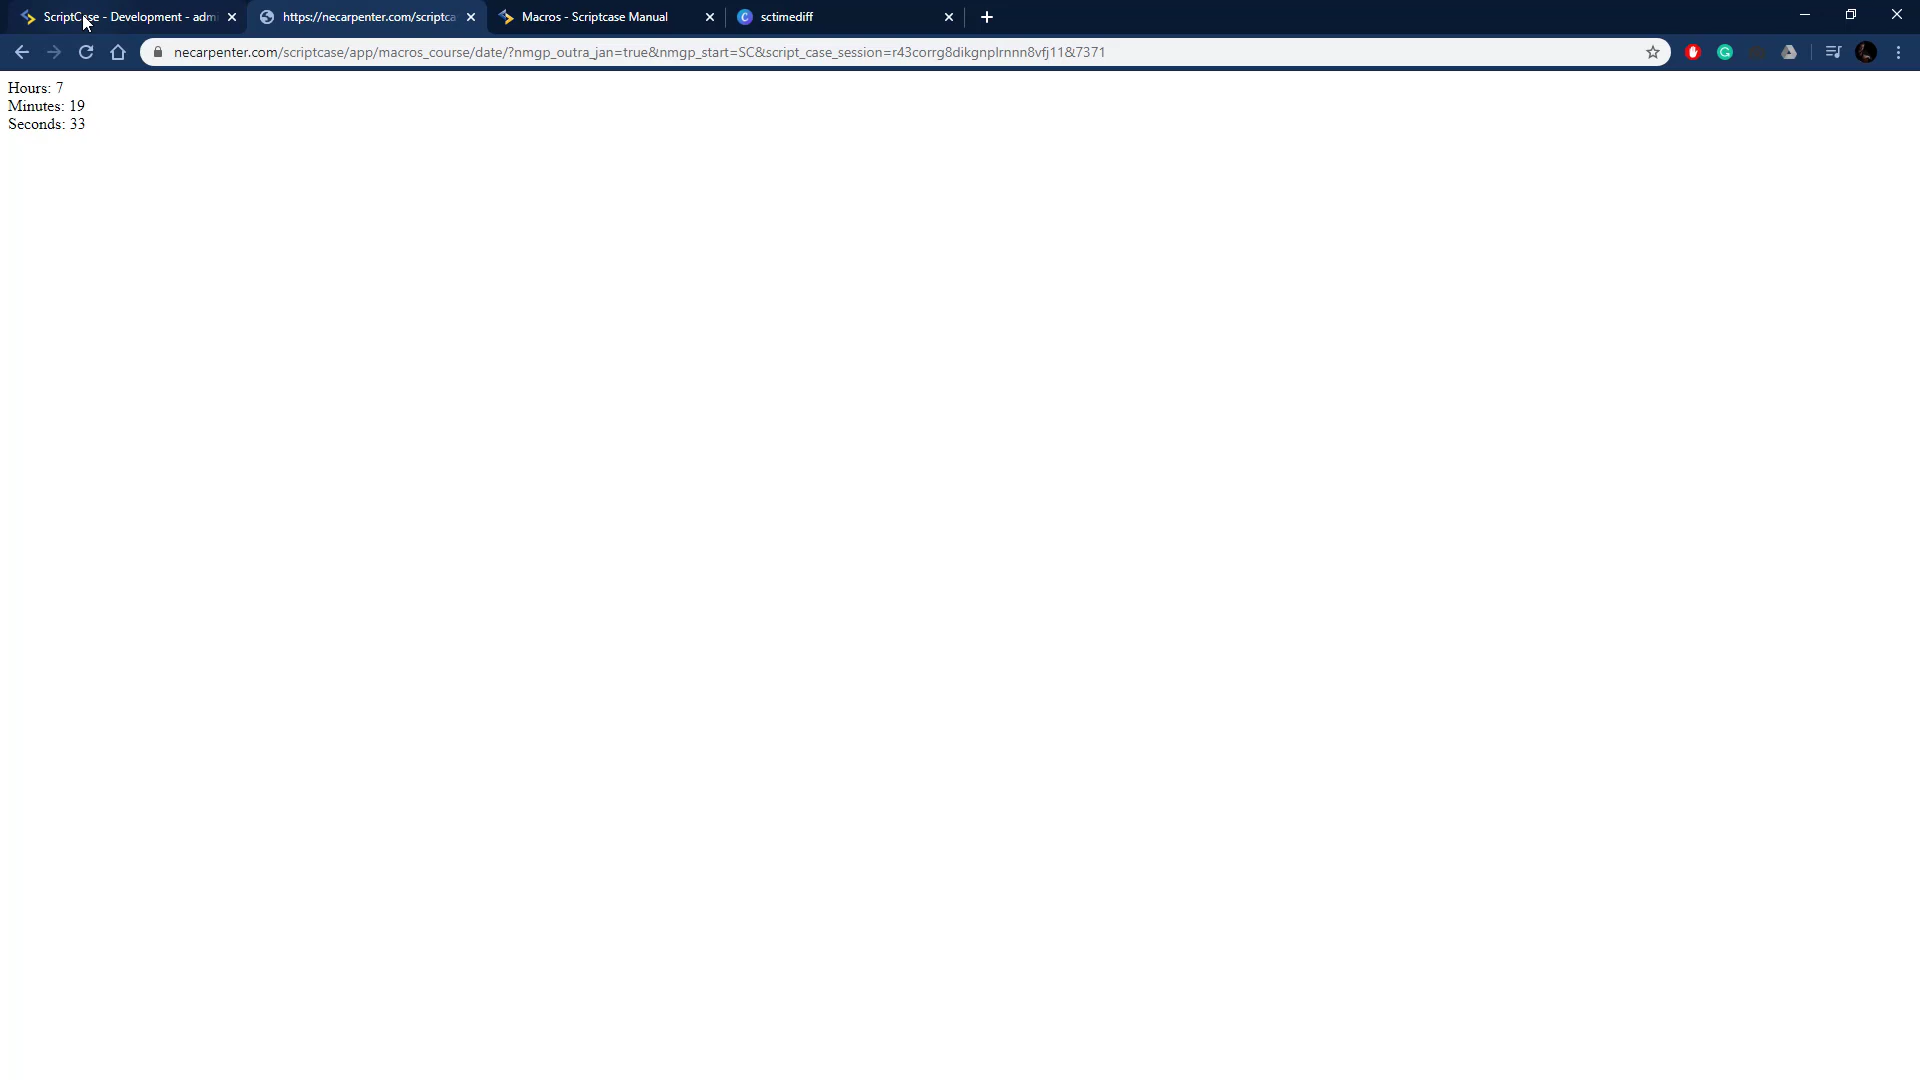 ScriptCase - Development - admi
https://necarpenter.com/scriptca
Macros - Scriptcase Manual
sctimediff
necarpenter.com/scriptcase/app/macros_course/date/?nmgp_outra_jan=true&nmgp_start=SC&script_case_session=r43corrg8dikgnplrnnn8vfj11&7371
Hours: 7
Minutes: 19
Seconds: 33